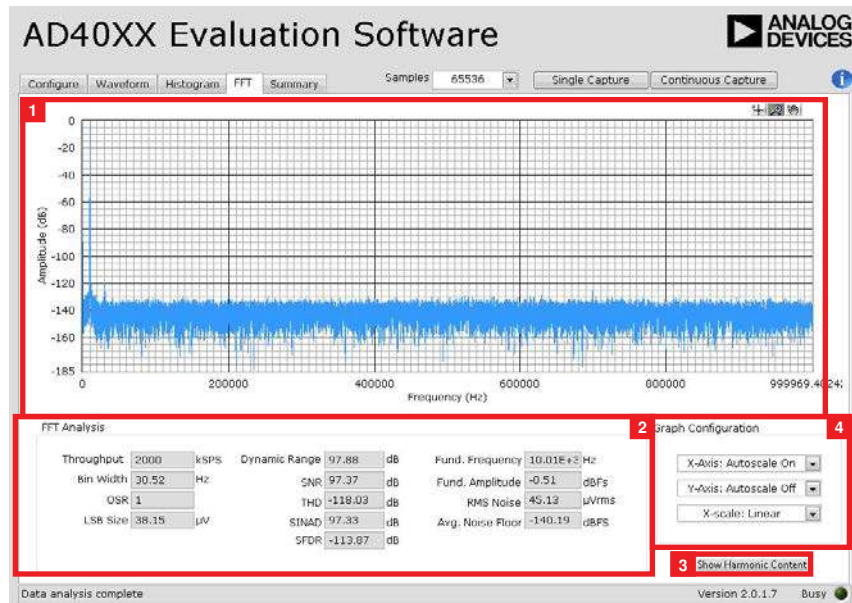 AD40XX Evaluation Software
ANALOG
DEVICES
Configure Waveform Histogram FFT Summary Samples 65536 Single Capture Continuous Capture i
1
0
-20
-40
-60
-80
-100
-120
-140
-160
-185
Amplitude (dB)
0 200000 400000 600000 800000
Frequency (Hz)
FFT Analysis
2
Throughput 2000 kSPS
Bin Width 30.52 Hz
OSR 1
LSB Size 38.15 µV
Dynamic Range 97.88 dB
SNR 97.37 dB
THD -118.03 dB
SINAD 97.33 dB
SFDR -113.87 dB
Fund. Frequency 10.01E+3 Hz
Fund. Amplitude -0.51 dBFs
RMS Noise 45.13 µVrms
Avg. Noise Floor -140.19 dBFS
Graph Configuration
4
X-Axis: Autoscale On
Y-Axis: Autoscale Off
X-scale: Linear
3
Show Harmonic Content
Data analysis complete
Version 2.0.1.7 Busy